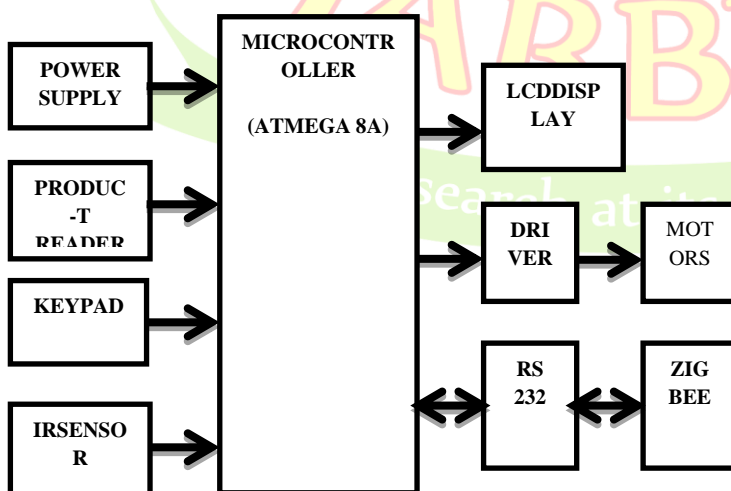 POWER
SUPPLY
PRODUC
-T
READER
KEYPAD
IRSENSO
R
MICROCONTR
OLLER
(ATMEGA 8A)
LCDDISP
LAY
DRI
VER
MOT
ORS
RS
232
ZIG
BEE